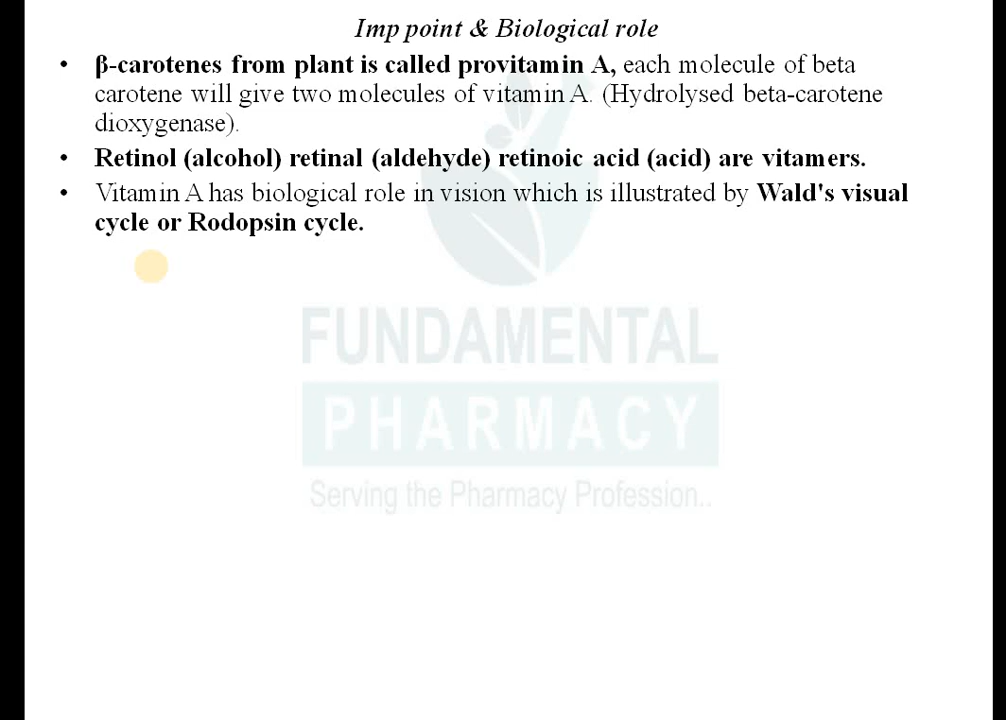 Imp point & Biological role
• β-carotenes from plant is called provitamin A, each molecule of beta
carotene will give two molecules of vitamin A. (Hydrolysed beta-carotene
dioxygenase).
• Retinol (alcohol) retinal (aldehyde) retinoic acid (acid) are vitamers.
• Vitamin A has biological role in vision which is illustrated by Wald's visual
cycle or Rodopsin cycle.
FUNDAMENTAL
PHARMACY
Serving the Pharmacy Profession..